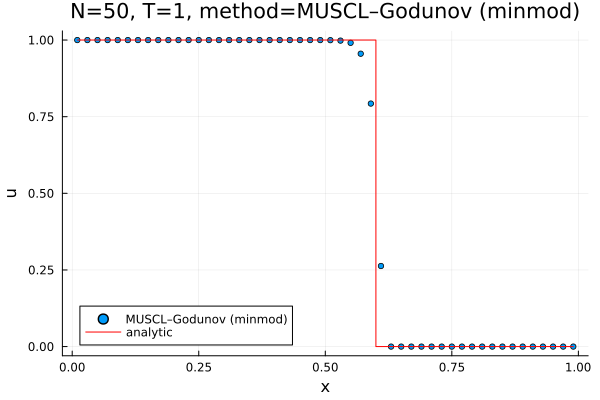 N=50, T=1, method=MUSCL–Godunov (minmod)
1.00
0.75
0.50
0.25
0.00
u
MUSCL–Godunov (minmod)
analytic
0.00 0.25 0.50 0.75 1.00
x